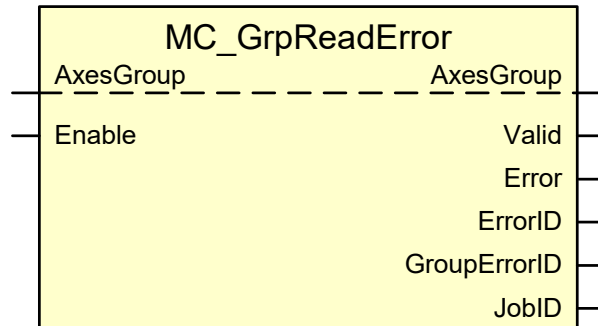 MC_GrpReadError
AxesGroup AxesGroup
Enable Valid
Error
ErrorID
GroupErrorID
JobID